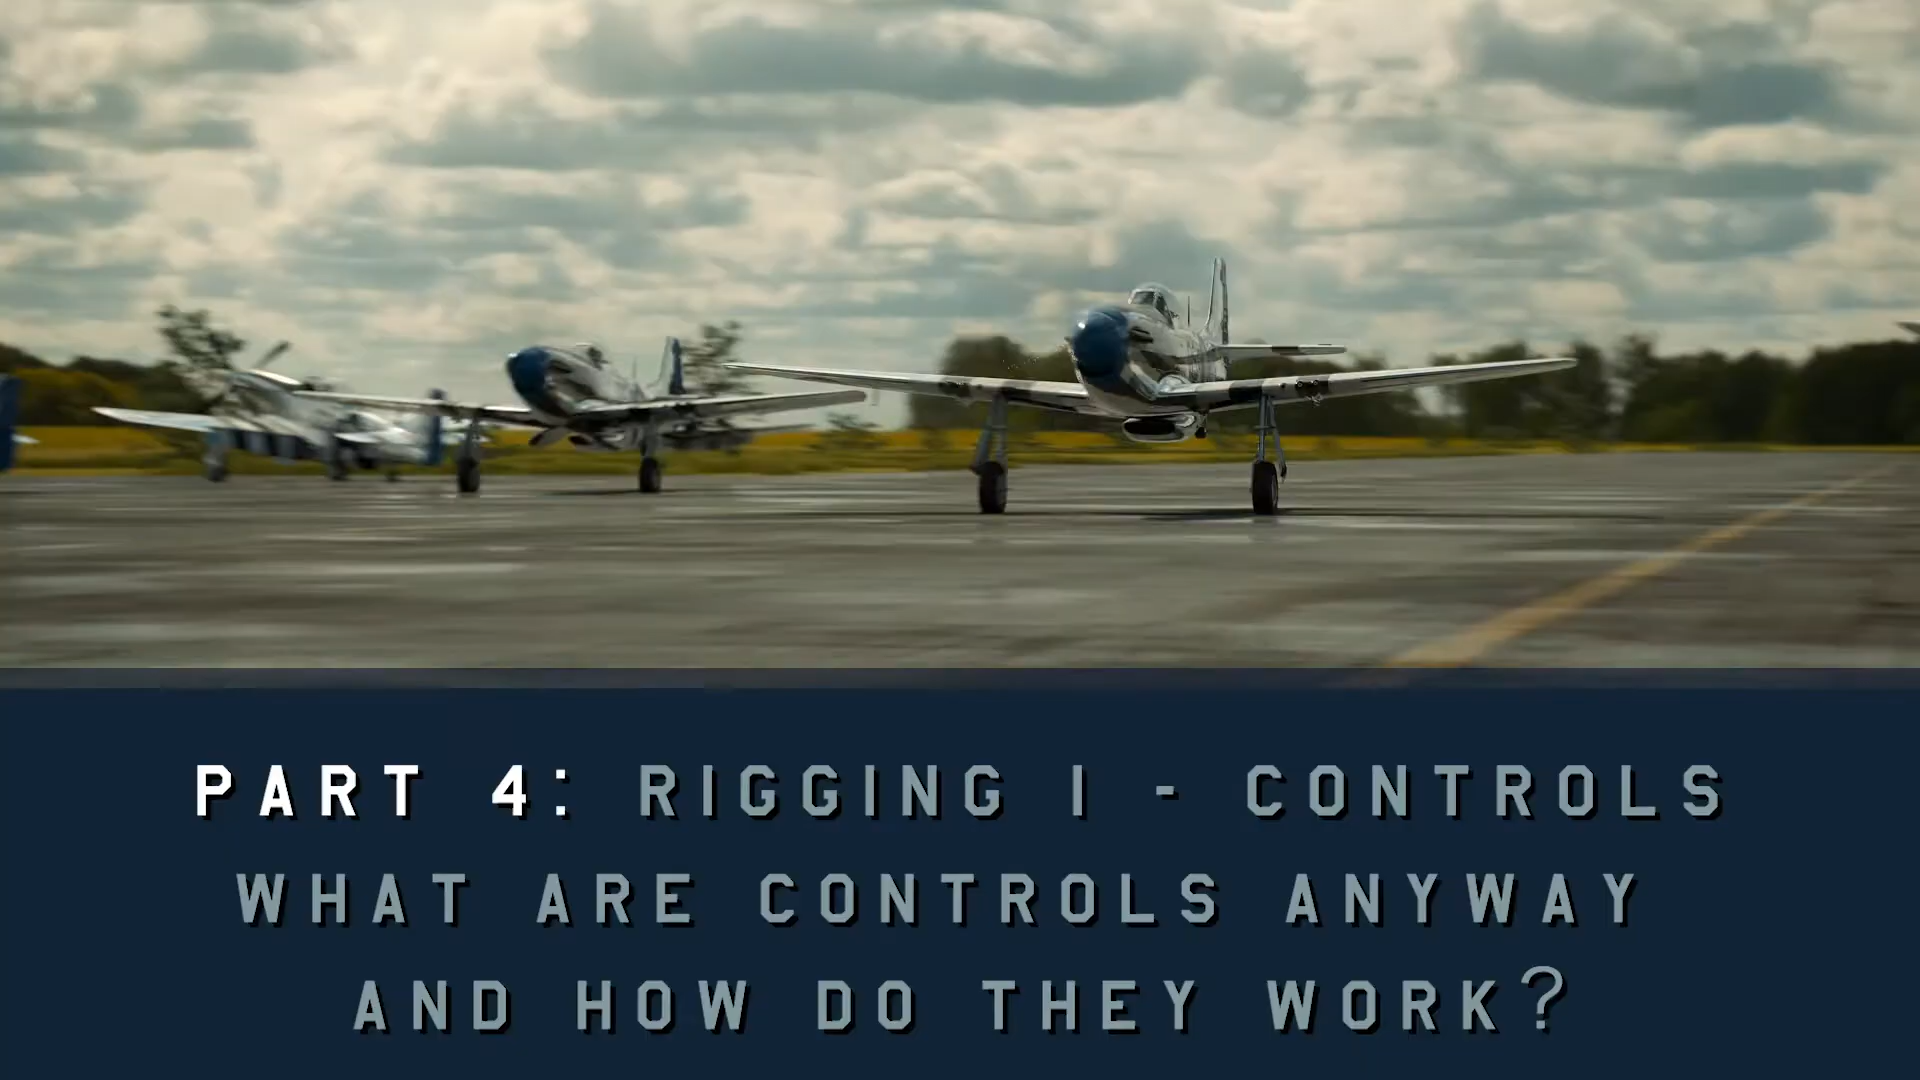 PART 4: RIGGING I - CONTROLS
WHAT ARE CONTROLS ANYWAY
AND HOW DO THEY WORK?